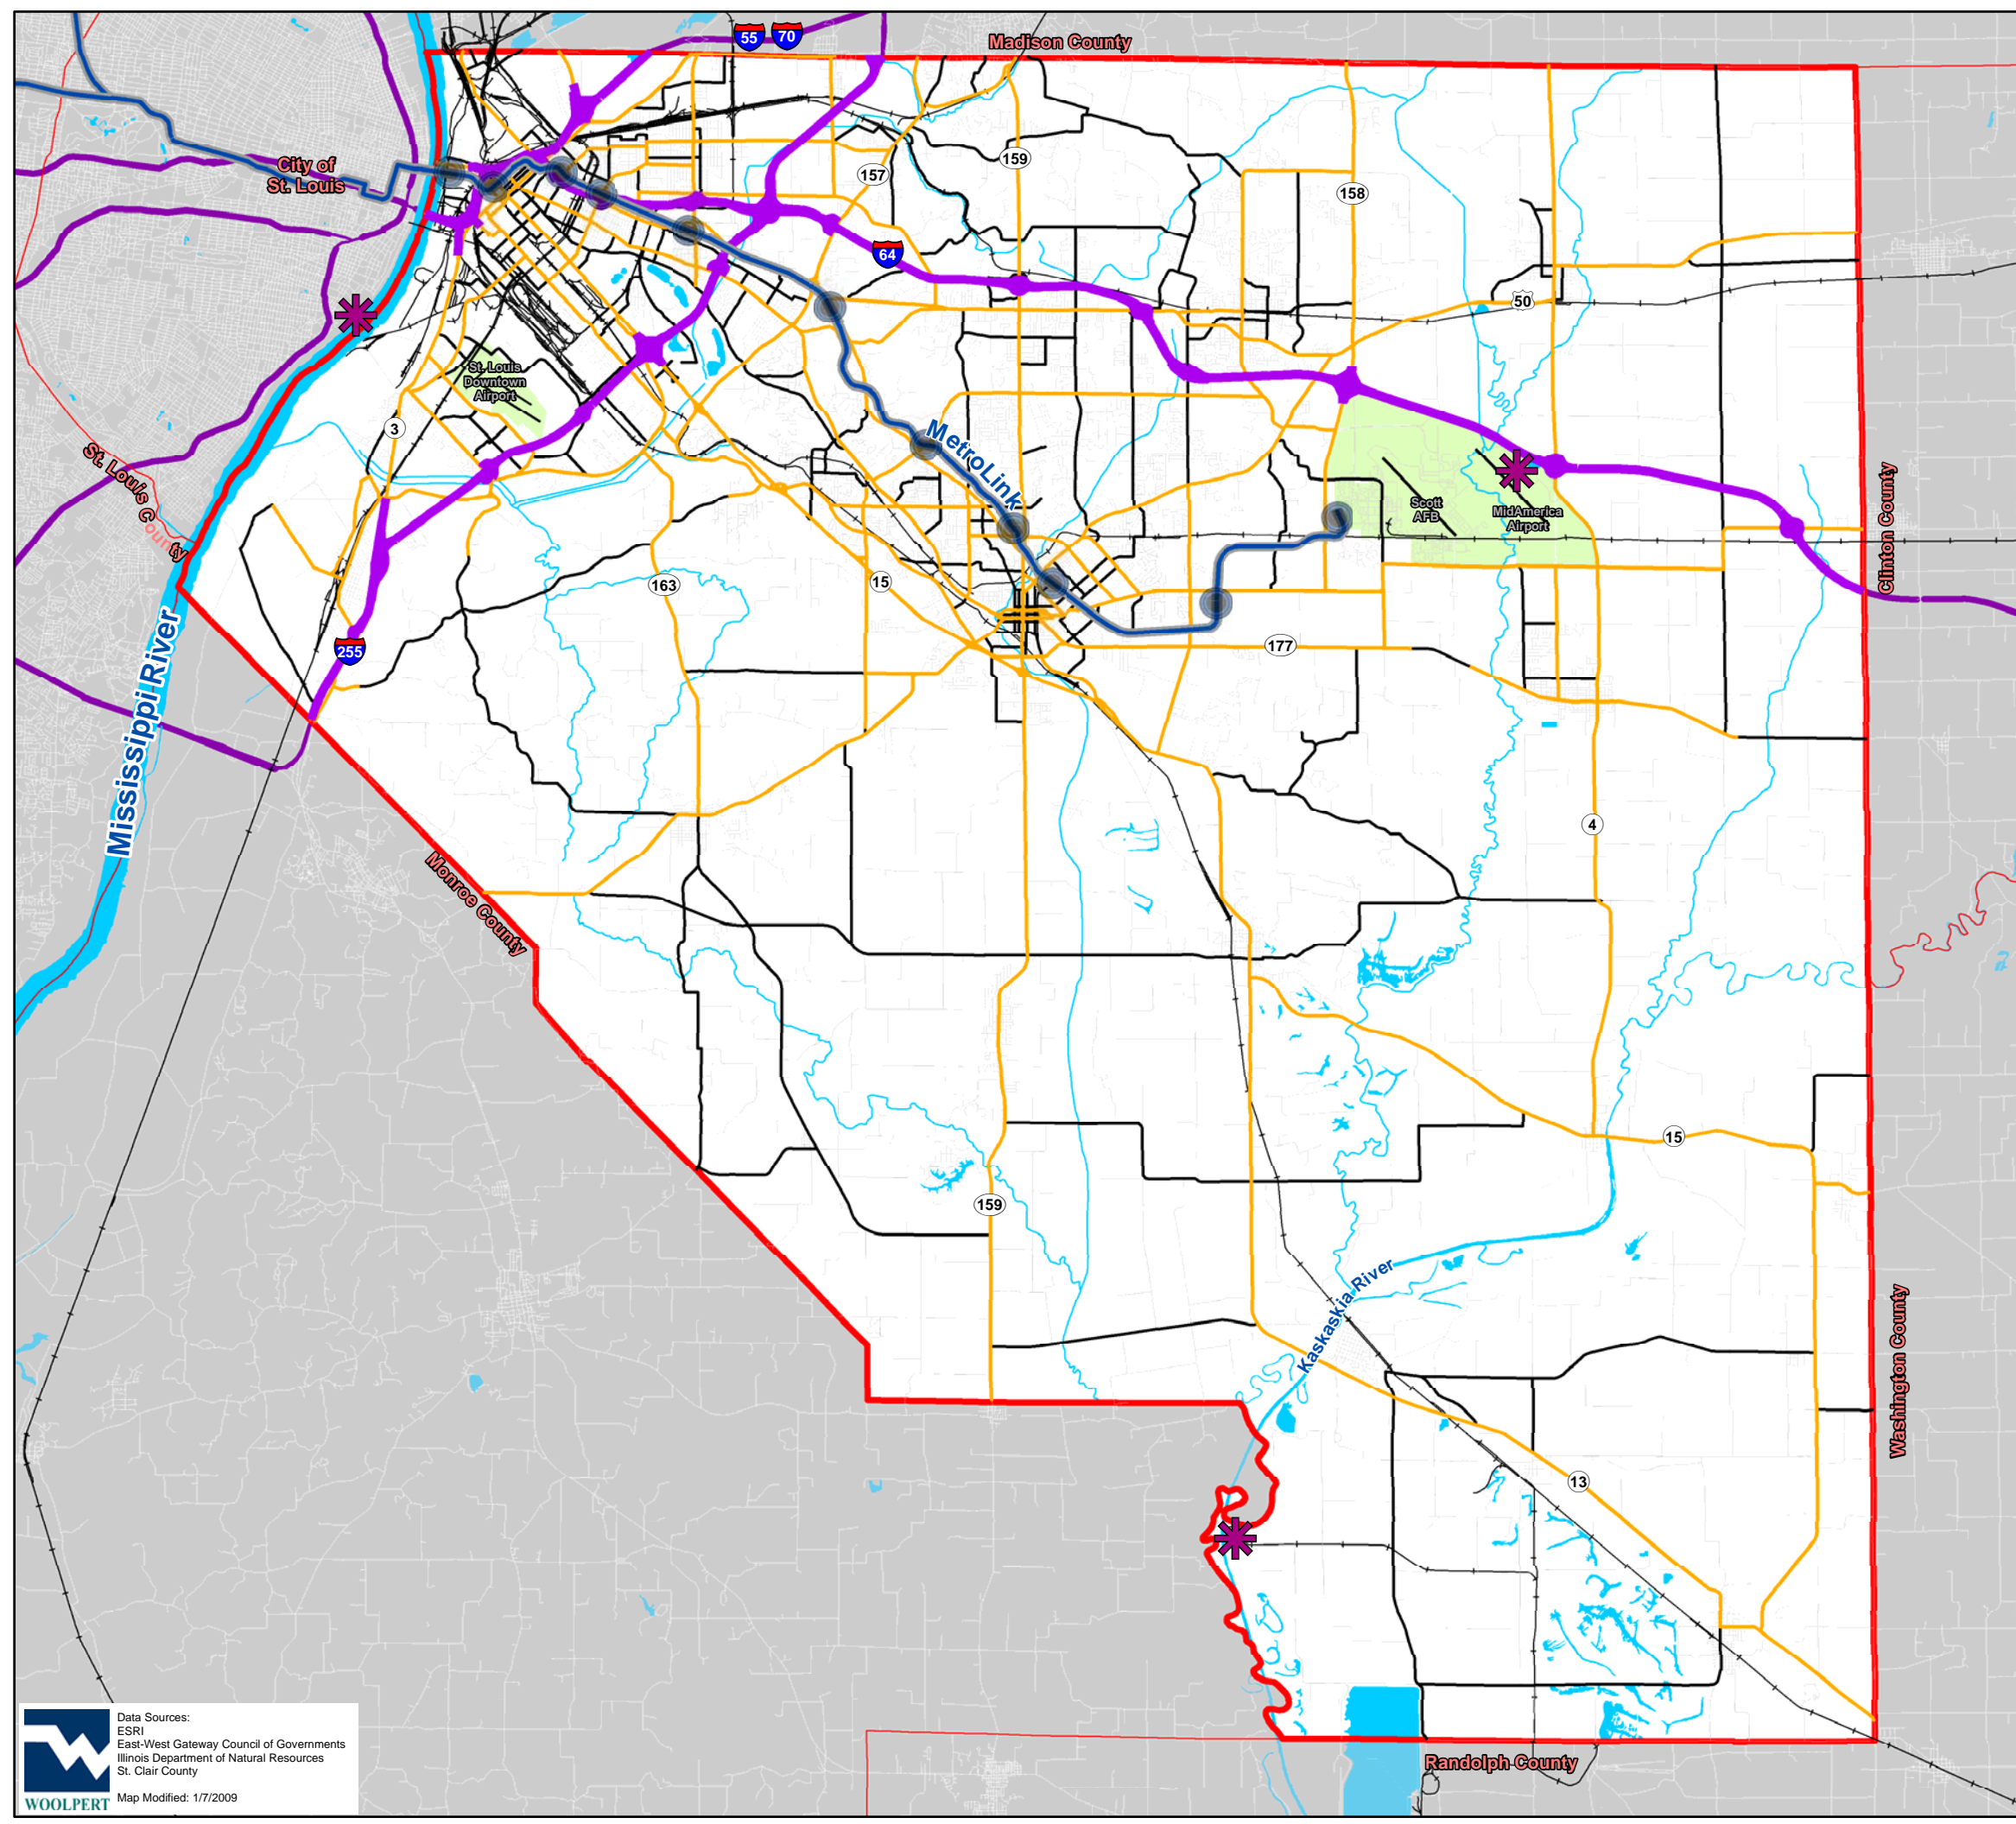 55
70
Madison County
City of
St. Louis
157
159
158
64
50
St. Louis
Downtown
Airport
3
MetroLink
St. Louis County
Scott
AFB
MidAmerica
Airport
Clinton County
163
15
177
255
Mississippi River
4
Monroe County
15
159
Kaskaskia River
Washington County
13
Randolph County
Data Sources:
ESRI
East-West Gateway Council of Governments
Illinois Department of Natural Resources
St. Clair County
Map Modified: 1/7/2009
WOOLPERT